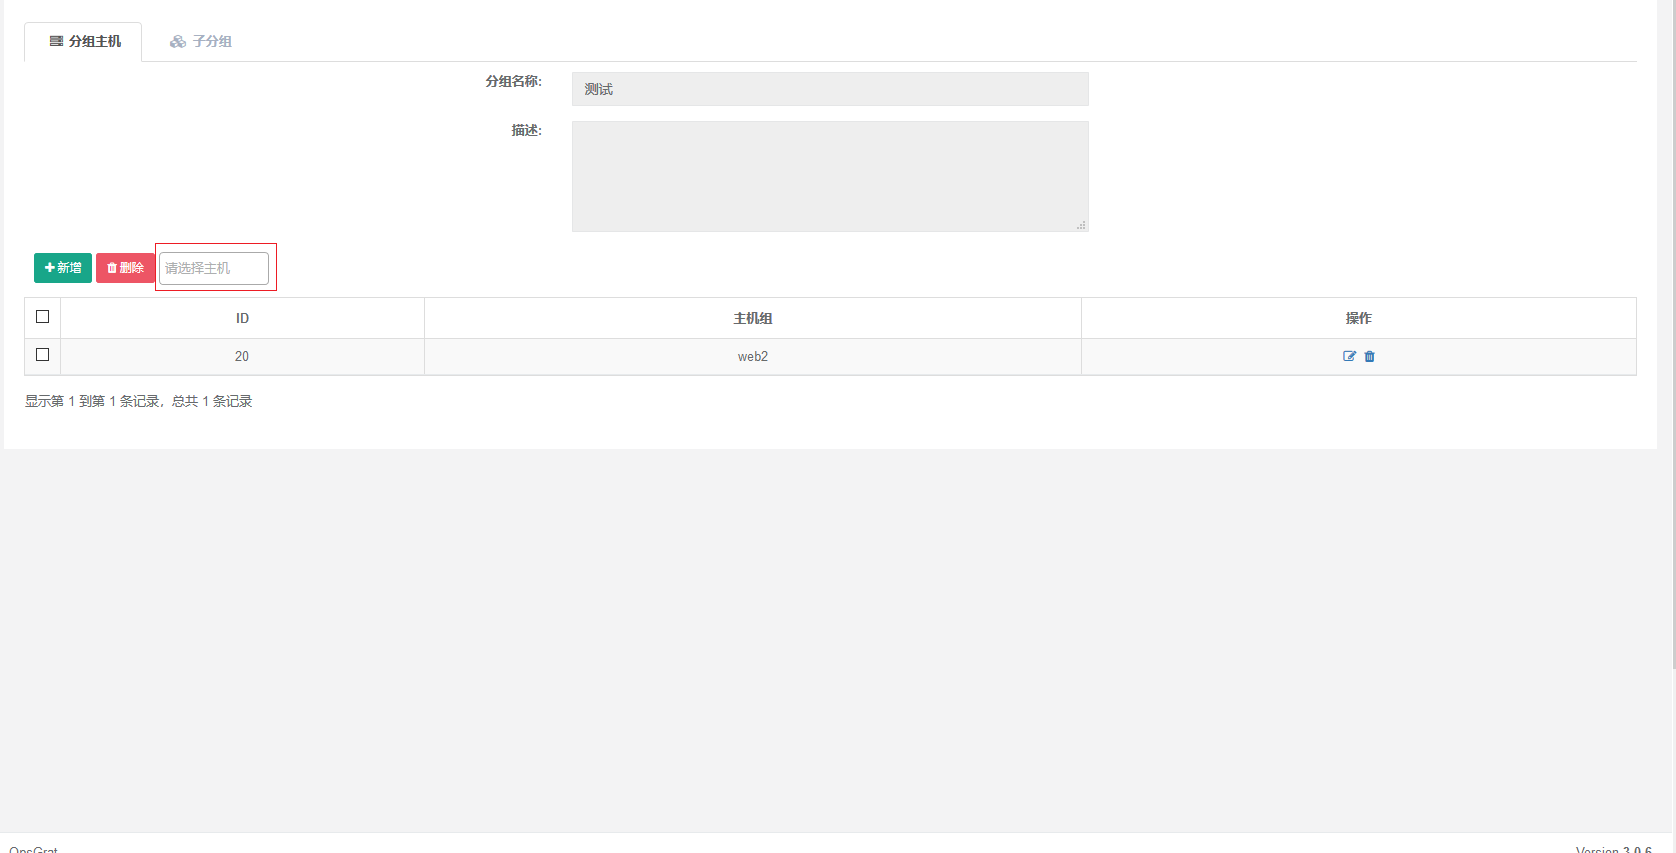 分组主机 子分组
分组名称: 测试
描述:
新增 删除 请选择主机
ID 主机组 操作
20 web2
显示第 1 到第 1 条记录，总共 1 条记录
OpsGrat Version 3.0.6